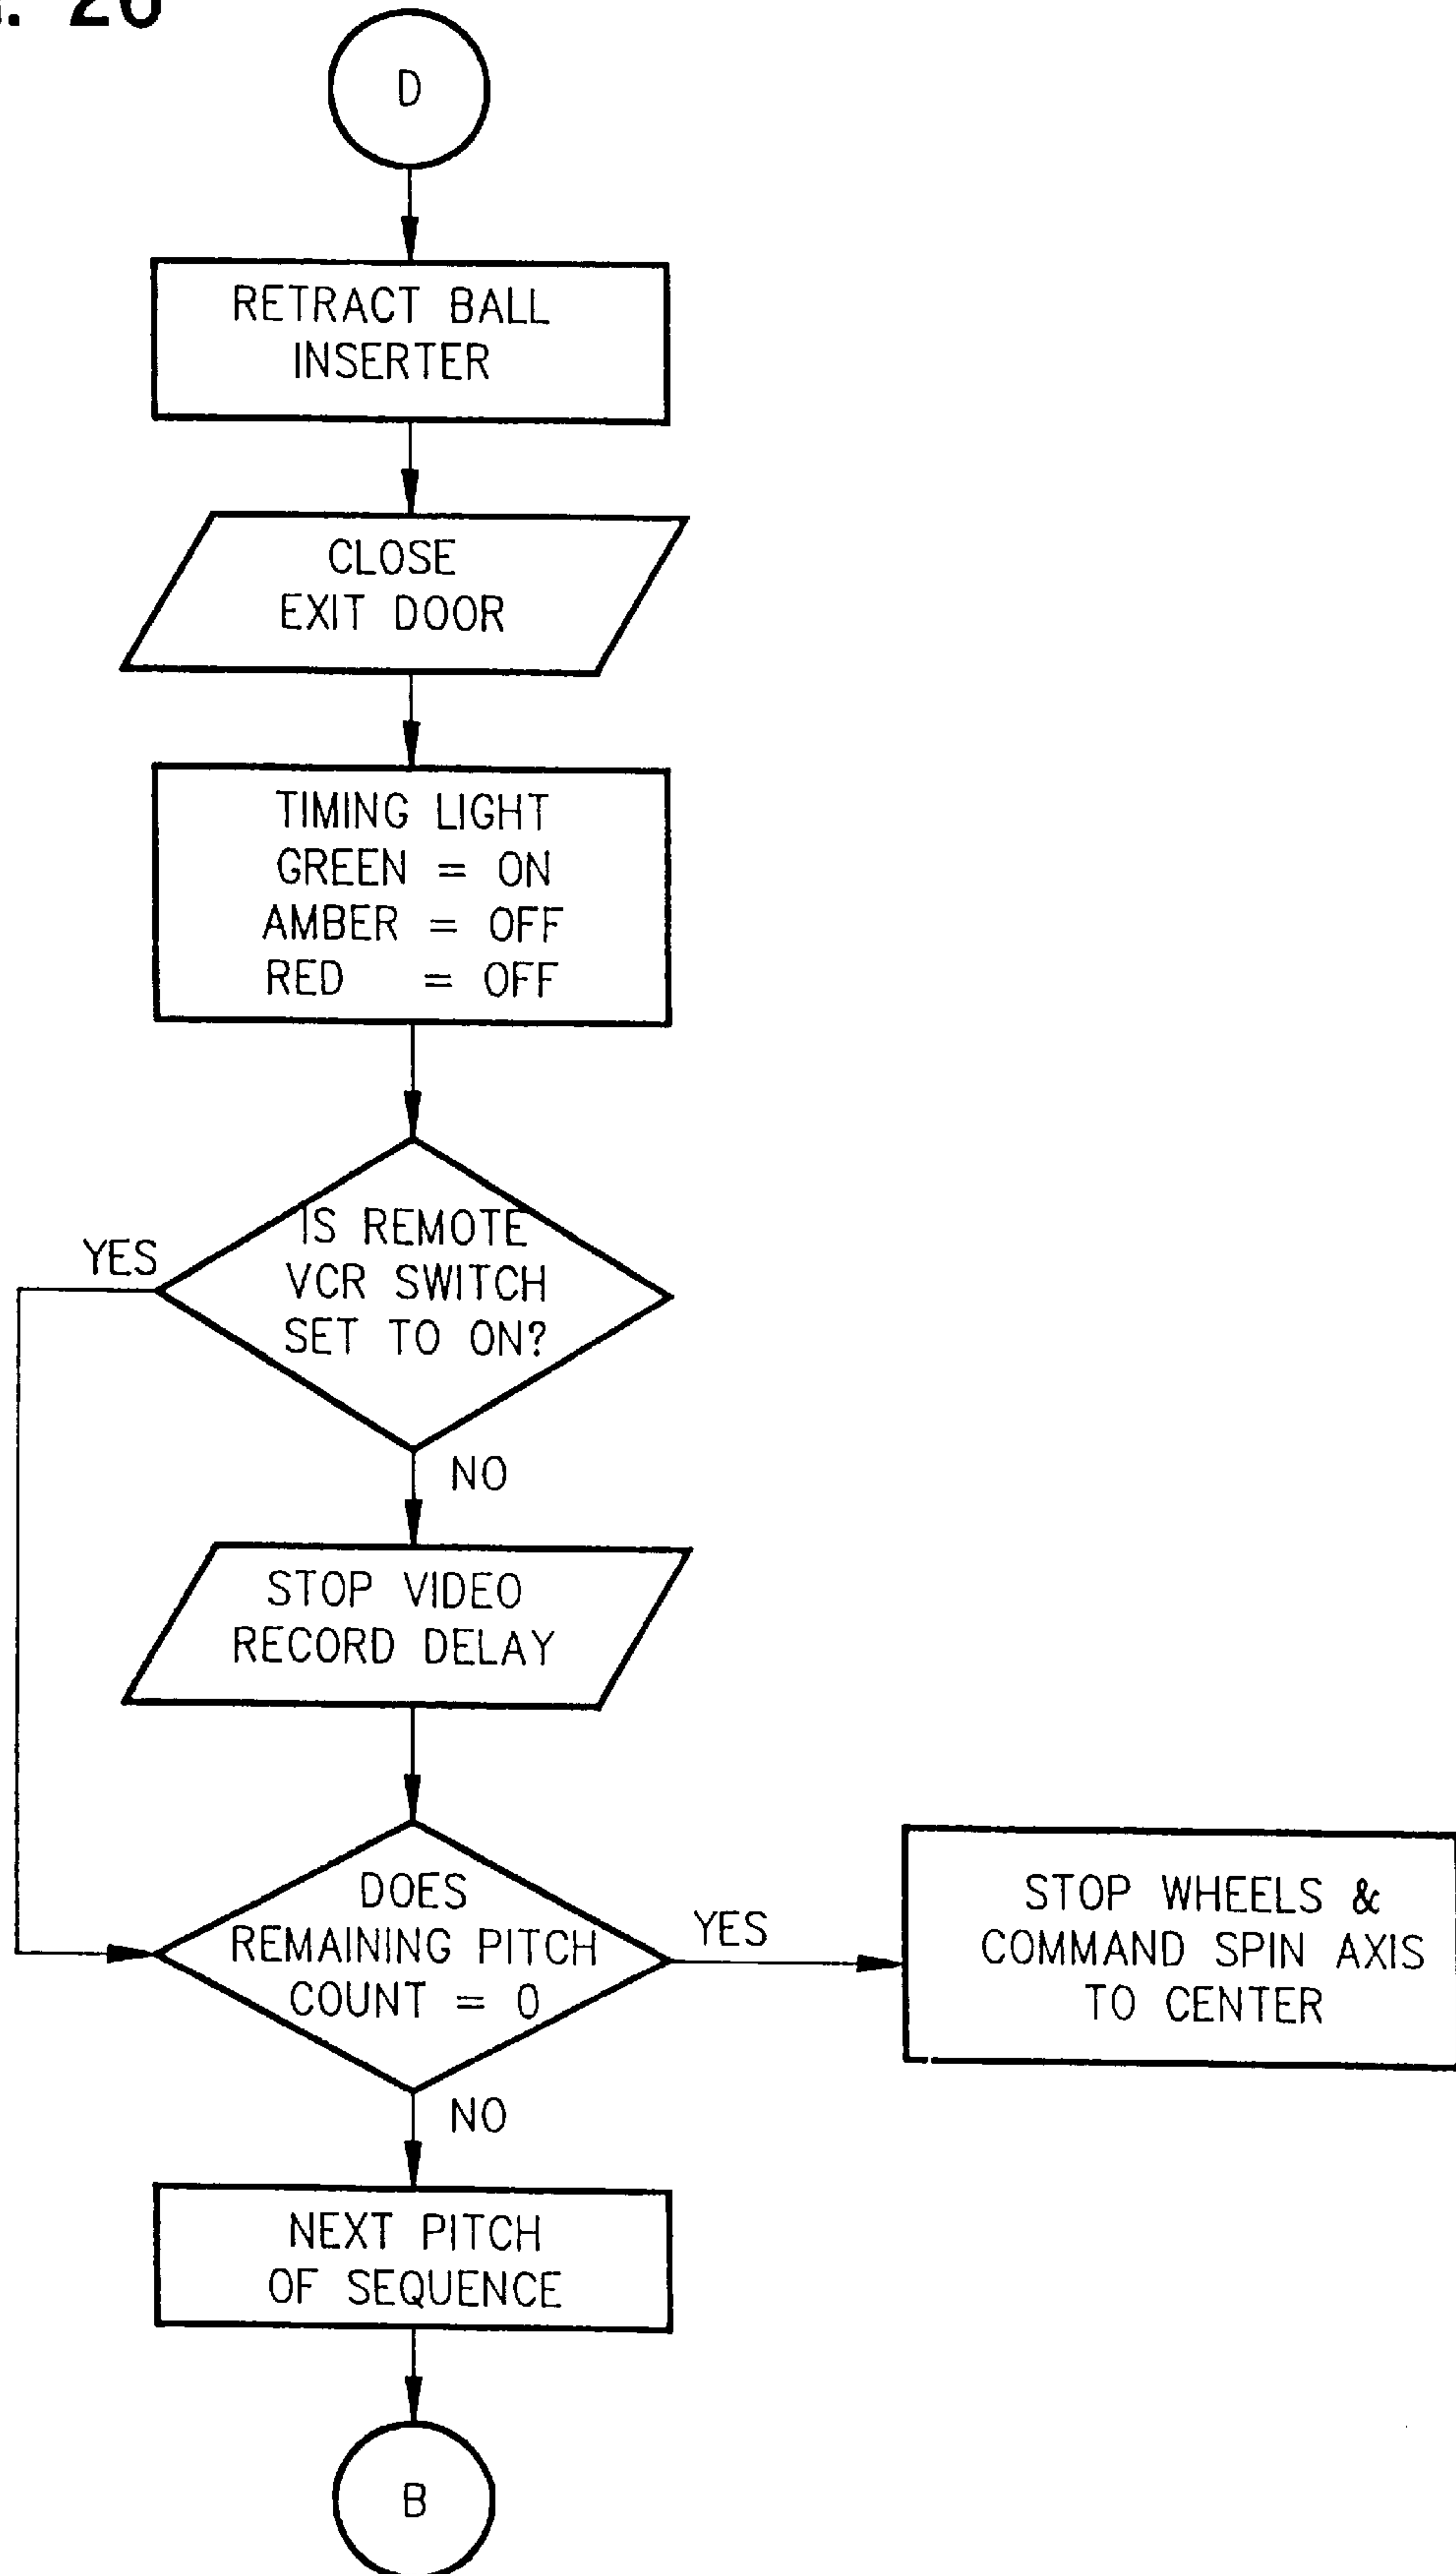 . 26
D
RETRACT BALL
INSERTER
CLOSE
EXIT DOOR
TIMING LIGHT
GREEN = ON
AMBER = OFF
RED = OFF
IS REMOTE
VCR SWITCH
SET TO ON?
YES
NO
STOP VIDEO
RECORD DELAY
DOES
REMAINING PITCH
COUNT = 0
YES
STOP WHEELS &
COMMAND SPIN AXIS
TO CENTER
NO
NEXT PITCH
OF SEQUENCE
B